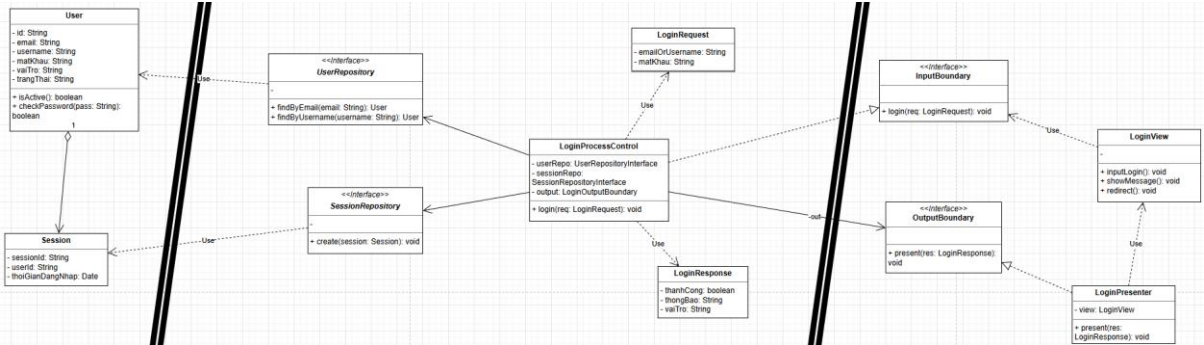 User
- id: String
- email: String
- username: String
- matKhau: String
- vaiTro: String
- trangThai: String
+ isActive(): boolean
+ checkPassword(pass: String):
boolean
1
Session
- sessionId: String
- userId: String
- thoiGianDangNhap: Date
Use
Use
<<Interface>>
UserRepository
-
+ findByEmail(email: String): User
+ findByUsername(username: String): User
<<Interface>>
SessionRepository
-
+ create(session: Session): void
LoginRequest
- emailOrUsername: String
- matKhau: String
Use
LoginProcessControl
- userRepo: UserRepositoryInterface
- sessionRepo:
SessionRepositoryInterface
- output: LoginOutputBoundary
+ login(req: LoginRequest): void
Use
LoginResponse
- thanhCong: boolean
- thongBao: String
- vaiTro: String
-out
<<Interface>>
InputBoundary
+ login(req: LoginRequest): void
<<Interface>>
OutputBoundary
+ present(res: LoginResponse):
void
Use
LoginView
-
+ inputLogin(): void
+ showMessage(): void
+ redirect(): void
Use
LoginPresenter
- view: LoginView
+ present(res:
LoginResponse): void